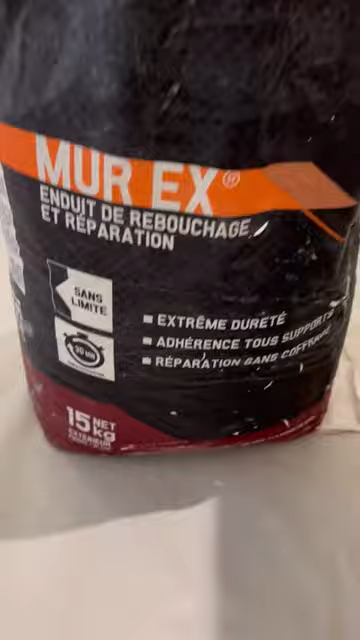 MUR EX®
ENDUIT DE REBOUCHAGE
ET RÉPARATION
SANS
LIMITE
30 MIN
EXTRÊME DURETÉ
ADHÉRENCE TOUS SUPPORTS
RÉPARATION SANS COFFRAGE
15 NET
kg
EXTÉRIEUR